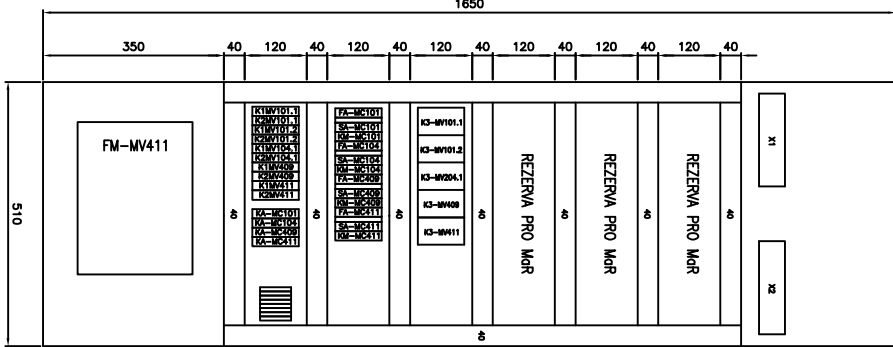 1650
350
40
120
40
120
40
120
40
120
40
120
40
120
40
510
FM-MV411
K1MV101.1
K2MV101.1
K1MV101.2
K2MV101.2
K1MV104.1
K2MV104.1
K1MV409
K2MV409
K1MV411
K2MV411
KA-MC101
KA-MC104
KA-MC409
KA-MC411
40
FA-MC101
SA-MC101
KM-MC101
FA-MC104
SA-MC104
KM-MC104
FA-MC409
SA-MC409
KM-MC409
FA-MC411
SA-MC411
KM-MC411
40
K3-MV101.1
K3-MV101.2
K3-MV204.1
K3-MV409
K3-MV411
40
REZERVA PRO MaR
40
REZERVA PRO MaR
40
REZERVA PRO MaR
40
40
40
X1
X2